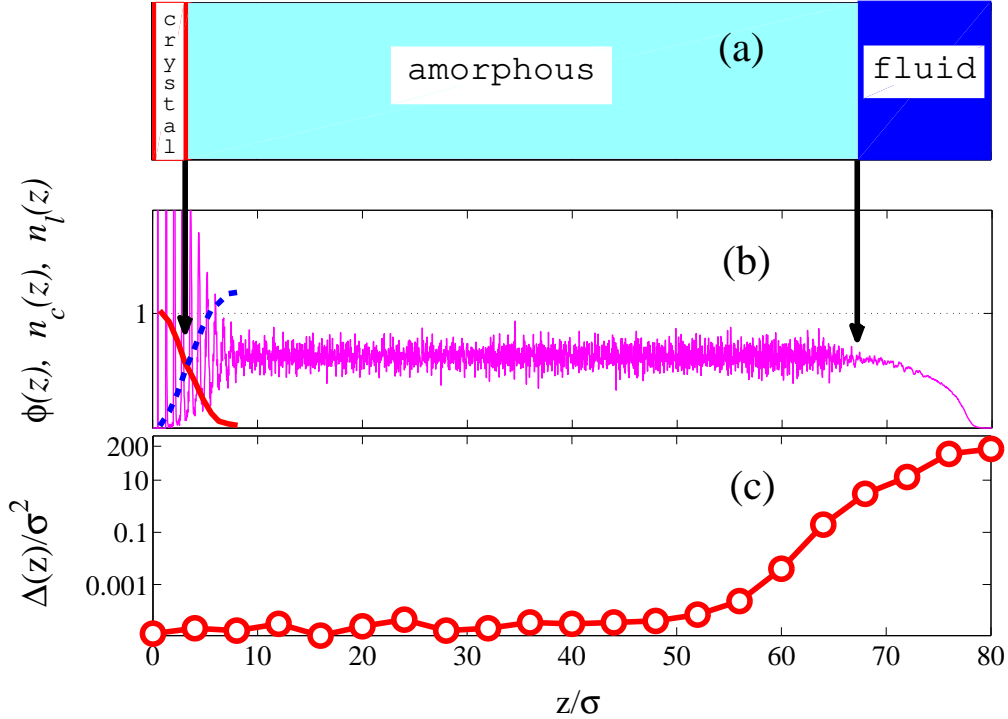 crystal
amorphous
(a)
fluid
ϕ(z), n_c(z), n_l(z)
1
(b)
Δ(z)/σ²
200
10
0.1
0.001
(c)
0 10 20 30 40 50 60 70 80
z/σ